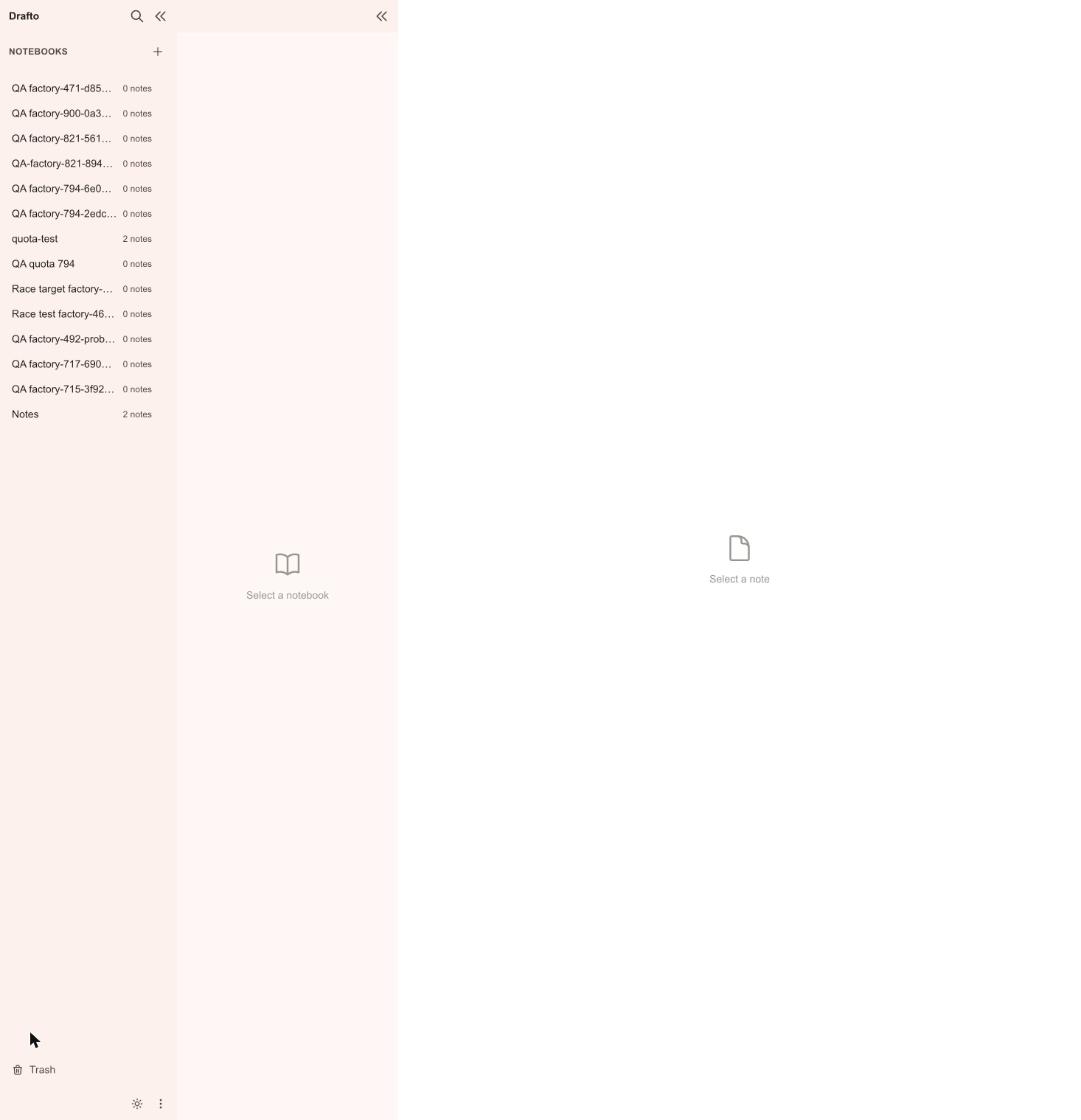 Drafto
NOTEBOOKS
QA factory-471-d85… 0 notes
QA factory-900-0a3… 0 notes
QA factory-821-561… 0 notes
QA-factory-821-894… 0 notes
QA factory-794-6e0… 0 notes
QA factory-794-2edc… 0 notes
quota-test 2 notes
QA quota 794 0 notes
Race target factory-… 0 notes
Race test factory-46… 0 notes
QA factory-492-prob… 0 notes
QA factory-717-690… 0 notes
QA factory-715-3f92… 0 notes
Notes 2 notes
Trash
Select a notebook
Select a note